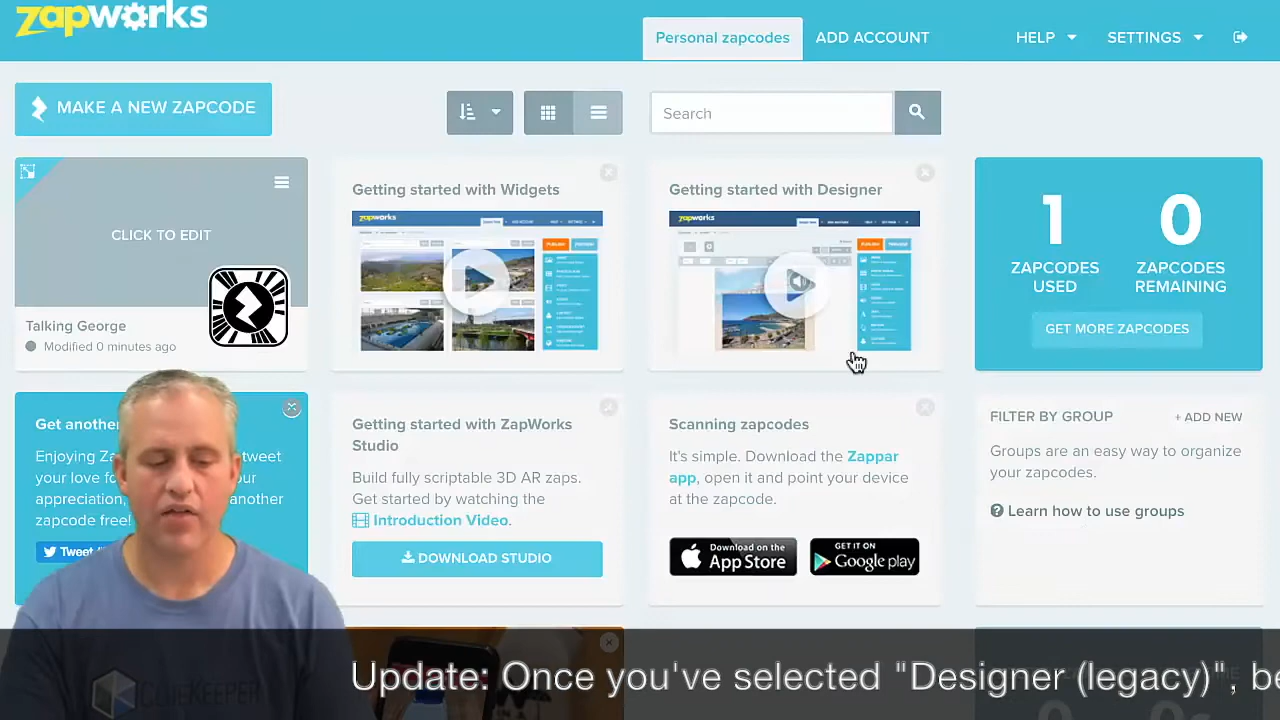 zapworks
Personal zapcodes
ADD ACCOUNT
HELP
SETTINGS
MAKE A NEW ZAPCODE
Search
CLICK TO EDIT
Talking George
Modified 0 minutes ago
Getting started with Widgets
zapworks
Getting started with Designer
zapworks
1
ZAPCODES
USED
0
ZAPCODES
REMAINING
GET MORE ZAPCODES
Get another
Enjoying tweet
your love
appreciation, another
zapcode free!
Tweet
Getting started with ZapWorks
Studio
Build fully scriptable 3D AR zaps.
Get started by watching the
Introduction Video.
DOWNLOAD STUDIO
Scanning zapcodes
It's simple. Download the Zappar
app, open it and point your device
at the zapcode.
Download on the
App Store
GET IT ON
Google play
FILTER BY GROUP
+ ADD NEW
Groups are an easy way to organize
your zapcodes.
Learn how to use groups
CLUEKEEPER
Update: Once you've selected "Designer (legacy)", be